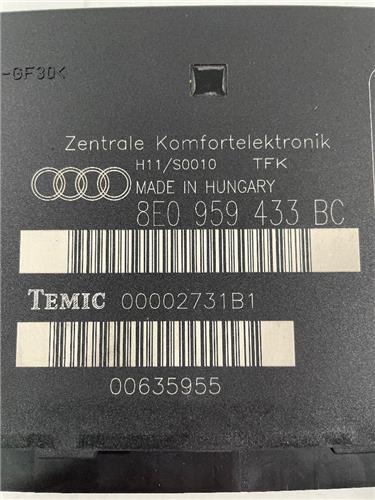 -GF30<
Zentrale Komfortelektronik
H11/S0010 TFK
MADE IN HUNGARY
8E0 959 433 BC
TEMIC 00002731B1
00635955